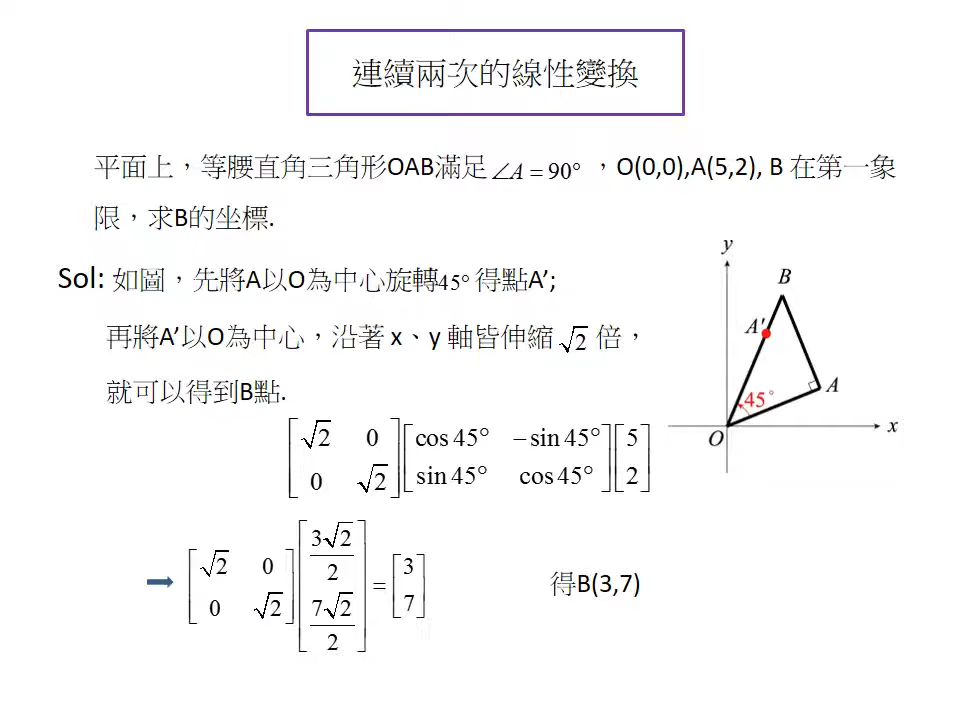 連續兩次的線性變換
平面上，等腰直角三角形OAB滿足∠A = 90°，O(0,0),A(5,2), B 在第一象
限，求B的坐標.
Sol: 如圖，先將A以O為中心旋轉45° 得點A’;
再將A’以O為中心，沿著 x、y 軸皆伸縮 √2 倍，
就可以得到B點.
[√2 0; 0 √2][cos 45° −sin 45°; sin 45° cos 45°][5; 2]
➡ [√2 0; 0 √2][3√2/2; 7√2/2] = [3; 7] 得B(3,7)
y
B
A'
45°
A
O
x